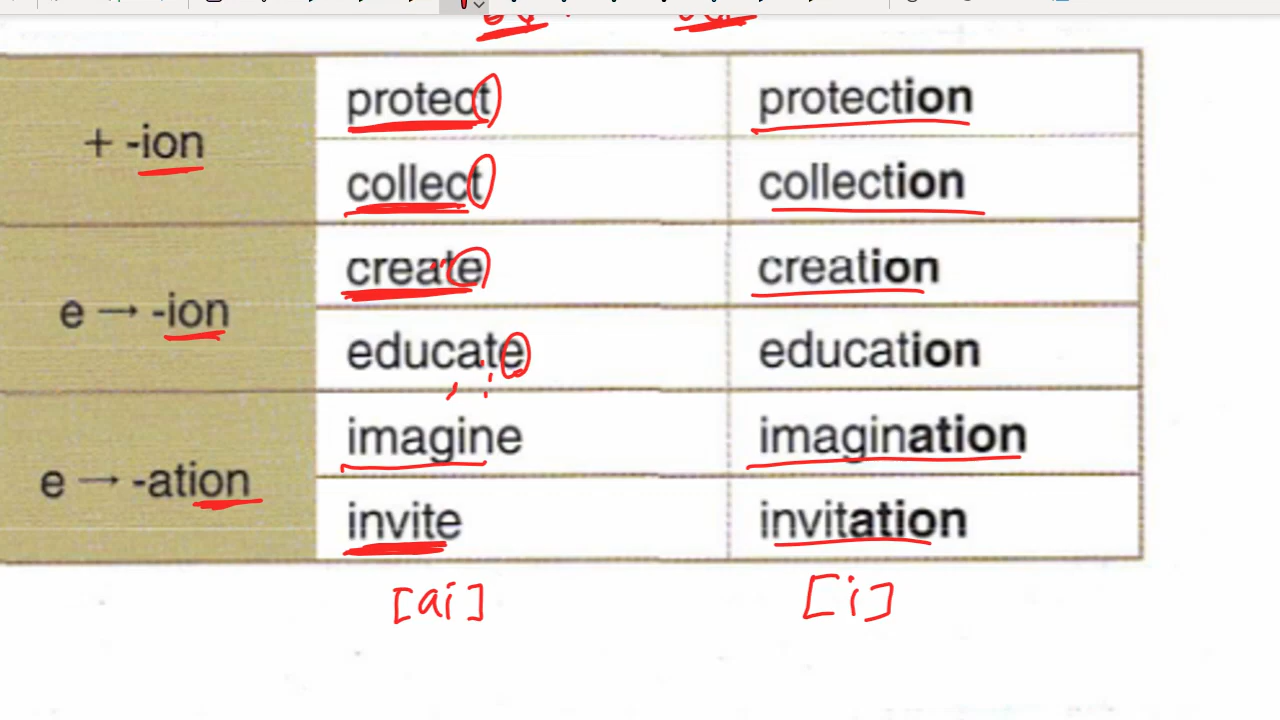 + -ion
protect
protection
collect
collection
e → -ion
create
creation
educate
education
e → -ation
imagine
imagination
invite
invitation
[ai]
[i]